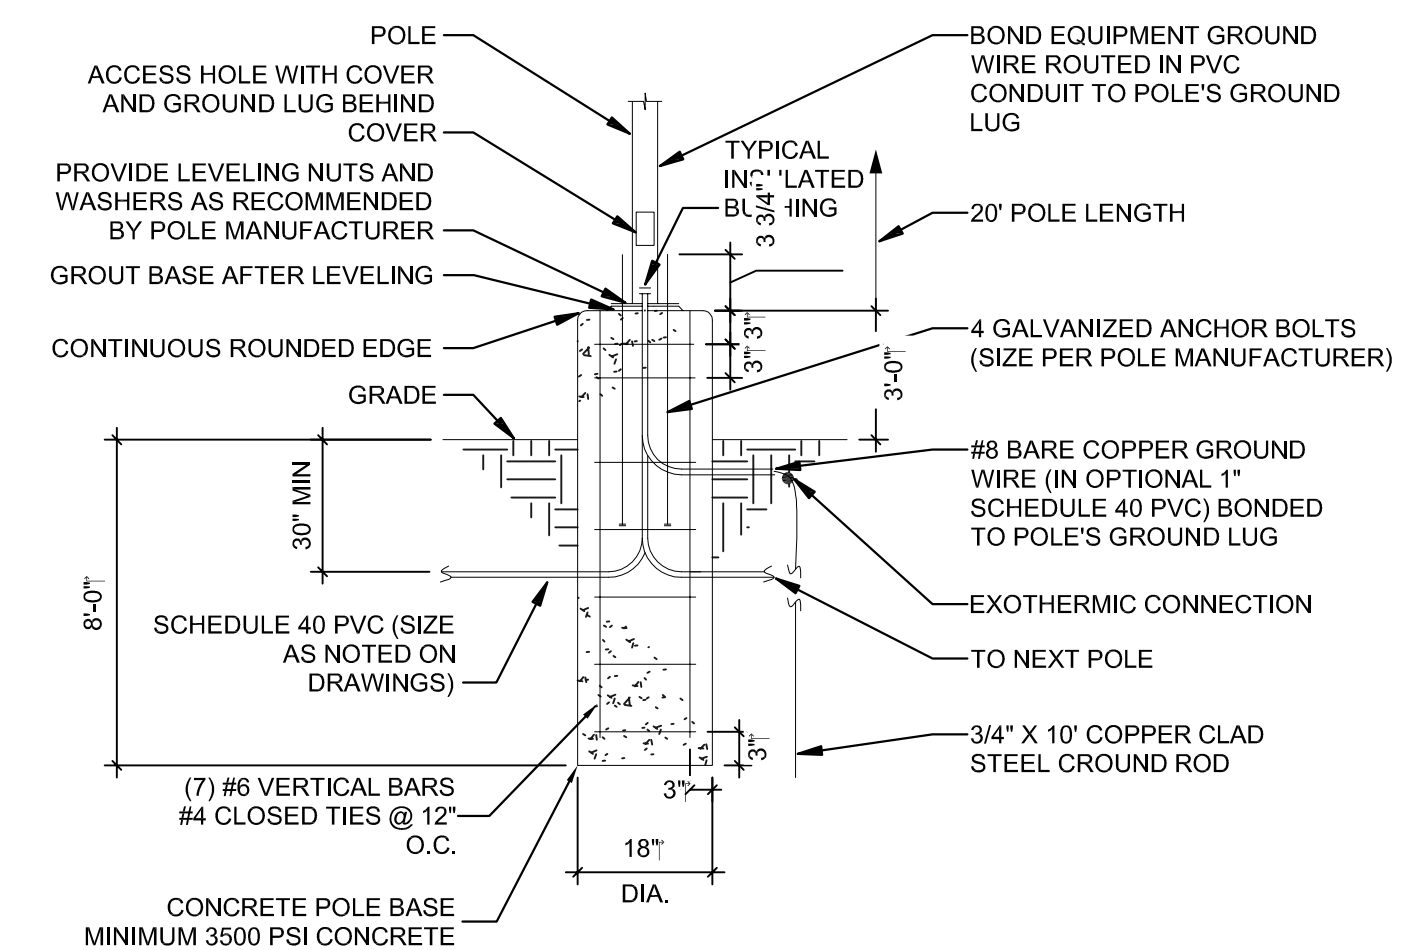 POLE
ACCESS HOLE WITH COVER
AND GROUND LUG BEHIND
COVER
PROVIDE LEVELING NUTS AND
WASHERS AS RECOMMENDED
BY POLE MANUFACTURER
GROUT BASE AFTER LEVELING
CONTINUOUS ROUNDED EDGE
GRADE
30" MIN
8'-0"
SCHEDULE 40 PVC (SIZE
AS NOTED ON
DRAWINGS)
(7) #6 VERTICAL BARS
#4 CLOSED TIES @ 12"
O.C.
CONCRETE POLE BASE
MINIMUM 3500 PSI CONCRETE
TYPICAL
3 3/4"
3"
3"
3"
3"
18"
DIA.
BOND EQUIPMENT GROUND
WIRE ROUTED IN PVC
CONDUIT TO POLE'S GROUND
LUG
20' POLE LENGTH
4 GALVANIZED ANCHOR BOLTS
(SIZE PER POLE MANUFACTURER)
3'-0"
#8 BARE COPPER GROUND
WIRE (IN OPTIONAL 1"
SCHEDULE 40 PVC) BONDED
TO POLE'S GROUND LUG
EXOTHERMIC CONNECTION
TO NEXT POLE
3/4" X 10' COPPER CLAD
STEEL CROUND ROD